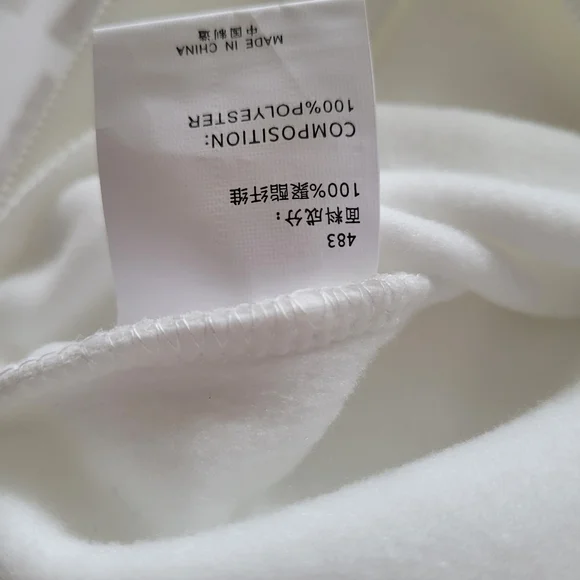 483
面料成分:
100%聚酯纤维
COMPOSITION:
100%POLYESTER
中国制造
MADE IN CHINA